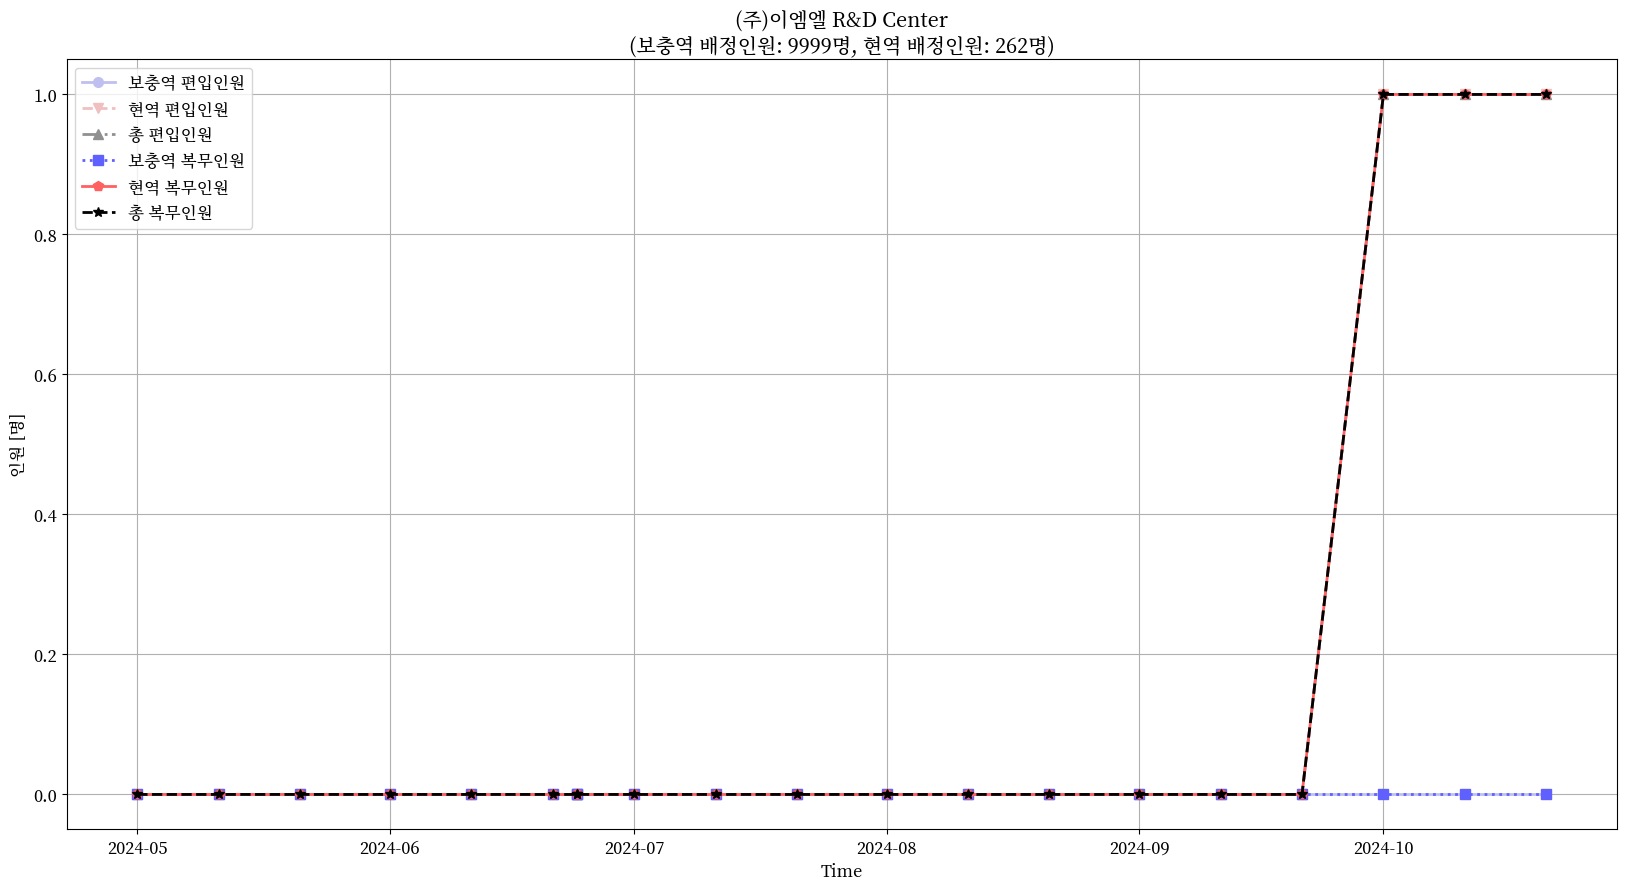 (주)이엠엘 R&D Center
(보충역 배정인원: 9999명, 현역 배정인원: 262명)
보충역 편입인원
현역 편입인원
총 편입인원
보충역 복무인원
현역 복무인원
총 복무인원
인원 [명]
1.0
0.8
0.6
0.4
0.2
0.0
2024-05
2024-06
2024-07
2024-08
2024-09
2024-10
Time